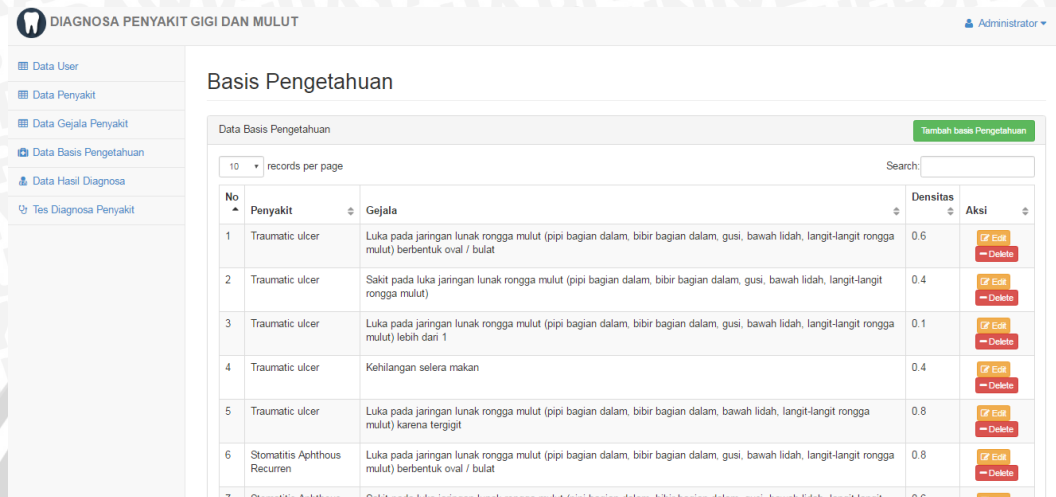 DIAGNOSA PENYAKIT GIGI DAN MULUT
Administrator
Data User
Data Penyakit
Data Gejala Penyakit
Data Basis Pengetahuan
Data Hasil Diagnosa
Tes Diagnosa Penyakit
Basis Pengetahuan
Data Basis Pengetahuan
Tambah basis Pengetahuan
10 records per page
Search:
No Penyakit Gejala Densitas Aksi
1 Traumatic ulcer Luka pada jaringan lunak rongga mulut (pipi bagian dalam, bibir bagian dalam, gusi, bawah lidah, langit-langit rongga 0.6 Edit
mulut) berbentuk oval / bulat Delete
2 Traumatic ulcer Sakit pada luka jaringan lunak rongga mulut (pipi bagian dalam, bibir bagian dalam, gusi, bawah lidah, langit-langit 0.4 Edit
rongga mulut) Delete
3 Traumatic ulcer Luka pada jaringan lunak rongga mulut (pipi bagian dalam, bibir bagian dalam, gusi, bawah lidah, langit-langit rongga 0.1 Edit
mulut) lebih dari 1 Delete
4 Traumatic ulcer Kehilangan selera makan 0.4 Edit
Delete
5 Traumatic ulcer Luka pada jaringan lunak rongga mulut (pipi bagian dalam, bibir bagian dalam, bawah lidah, langit-langit rongga 0.8 Edit
mulut) karena tergigit Delete
6 Stomatitis Aphthous Luka pada jaringan lunak rongga mulut (pipi bagian dalam, bibir bagian dalam, gusi, bawah lidah, langit-langit rongga 0.8 Edit
Recurren mulut) berbentuk oval / bulat Delete